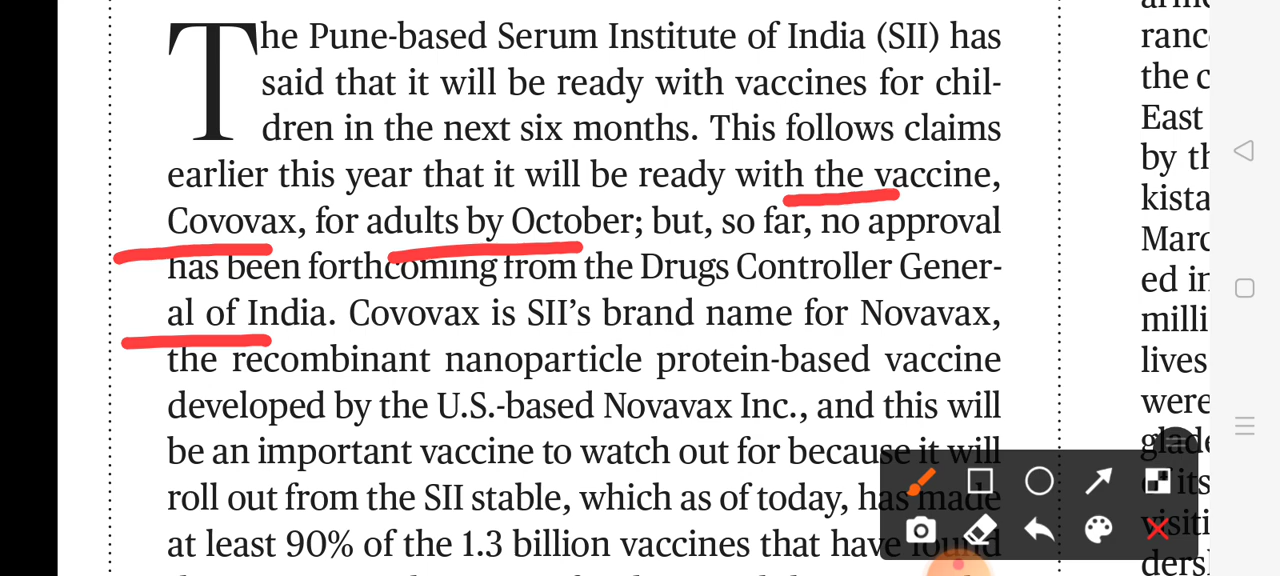 The Pune-based Serum Institute of India (SII) has
said that it will be ready with vaccines for chil-
dren in the next six months. This follows claims
earlier this year that it will be ready with the vaccine,
Covovax, for adults by October; but, so far, no approval
has been forthcoming from the Drugs Controller Gener-
al of India. Covovax is SII's brand name for Novavax,
the recombinant nanoparticle protein-based vaccine
developed by the U.S.-based Novavax Inc., and this will
be an important vaccine to watch out for because it will
roll out from the SII stable, which as of today, has made
at least 90% of the 1.3 billion vaccines that have found
ranc
the c
East
by th
kista
Marc
ed in
milli
lives
were
glade
its
visiti
ders